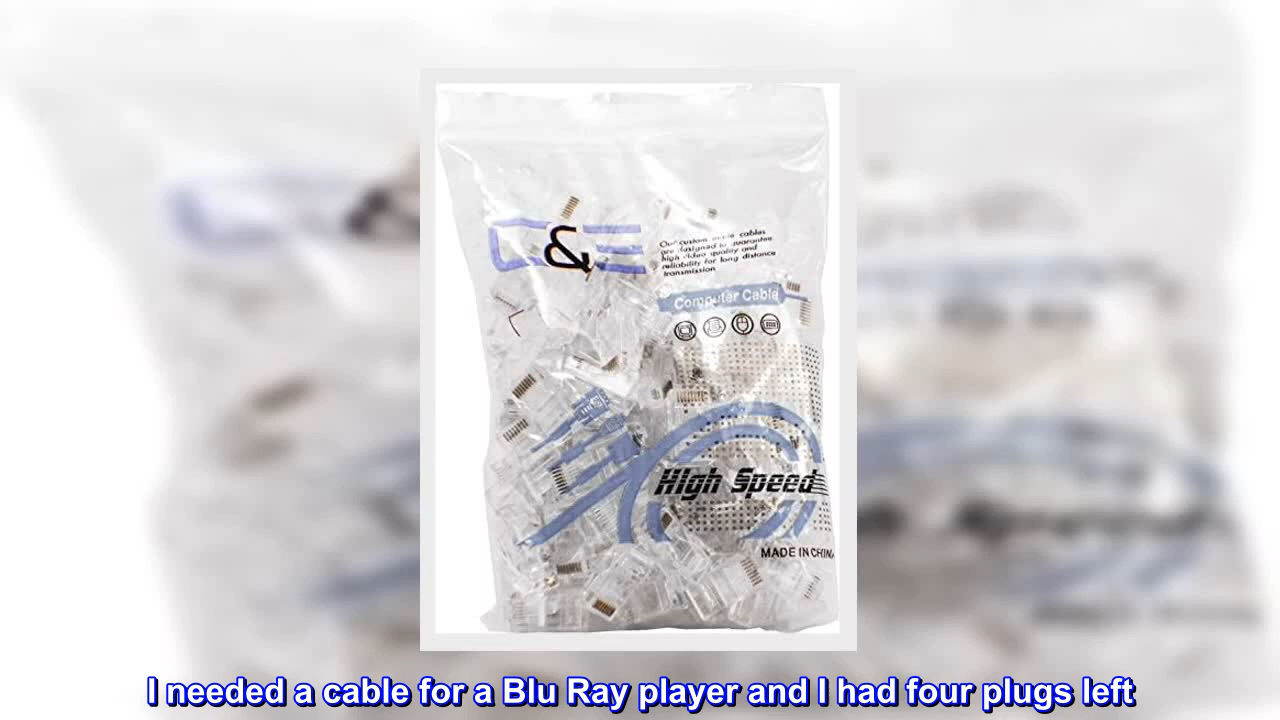 C&E
Our custom cable cables
are designed to guarantee
high video quality and
reliability for long distance
transmission
Computer Cable
High Speed
MADE IN CHINA
I needed a cable for a Blu Ray player and I had four plugs left